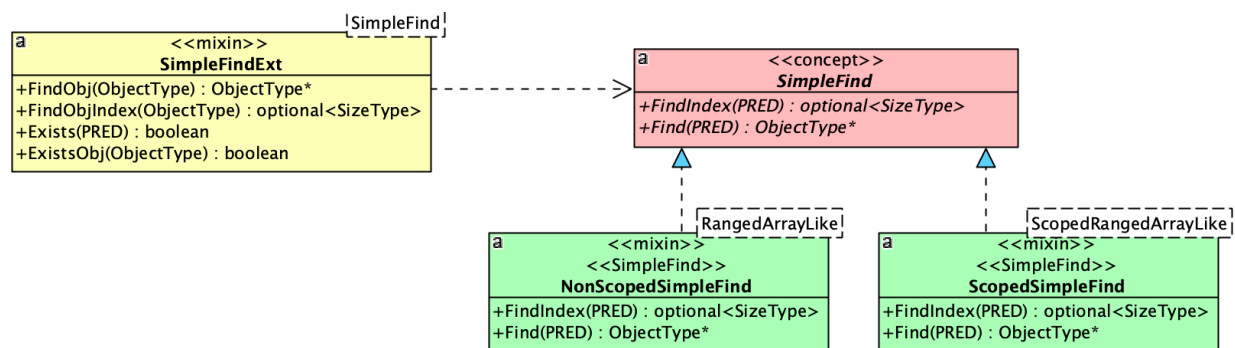 SimpleFind
a
<<mixin>>
SimpleFindExt
+FindObj(ObjectType) : ObjectType*
+FindObjIndex(ObjectType) : optional<SizeType>
+Exists(PRED) : boolean
+ExistsObj(ObjectType) : boolean
a
<<concept>>
SimpleFind
+FindIndex(PRED) : optional<SizeType>
+Find(PRED) : ObjectType*
RangedArrayLike
a
<<mixin>>
<<SimpleFind>>
NonScopedSimpleFind
+FindIndex(PRED) : optional<SizeType>
+Find(PRED) : ObjectType*
ScopedRangedArrayLike
a
<<mixin>>
<<SimpleFind>>
ScopedSimpleFind
+FindIndex(PRED) : optional<SizeType>
+Find(PRED) : ObjectType*